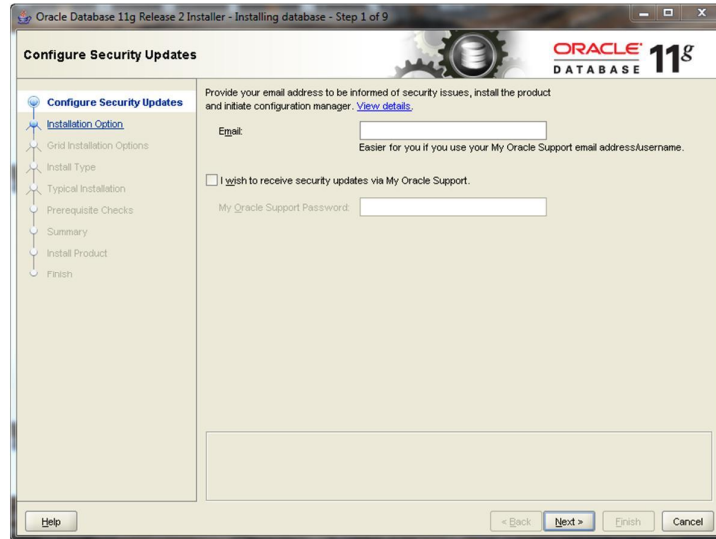 Oracle Database 11g Release 2 Installer - Installing database - Step 1 of 9
Configure Security Updates
ORACLE
DATABASE 11g
Configure Security Updates
Installation Option
Grid Installation Options
Install Type
Typical Installation
Prerequisite Checks
Summary
Install Product
Finish
Provide your email address to be informed of security issues, install the product
and initiate configuration manager. View details.
Email:
Easier for you if you use your My Oracle Support email address/username.
I wish to receive security updates via My Oracle Support.
My Oracle Support Password:
Help
< Back
Next >
Finish
Cancel